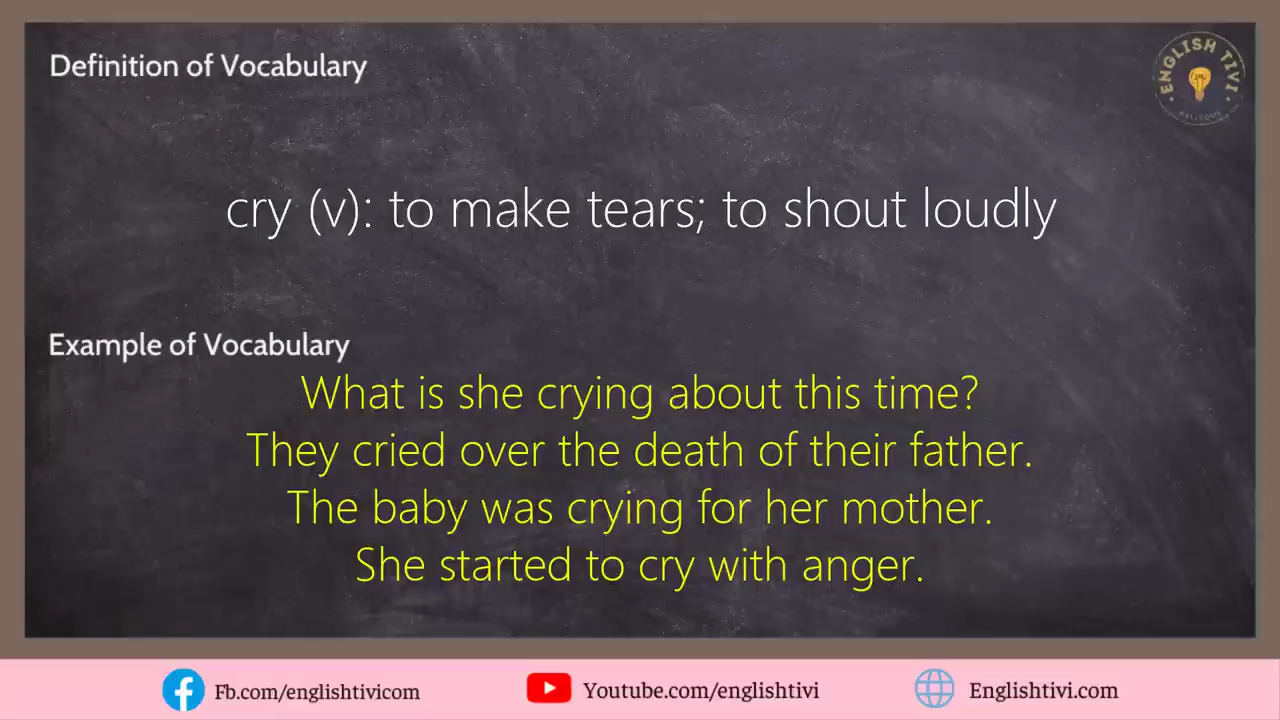 Definition of Vocabulary
ENGLISH TIVI
WELCOME
cry (v): to make tears; to shout loudly
Example of Vocabulary
What is she crying about this time?
They cried over the death of their father.
The baby was crying for her mother.
She started to cry with anger.
Fb.com/englishtivicom
Youtube.com/englishtivi
Englishtivi.com